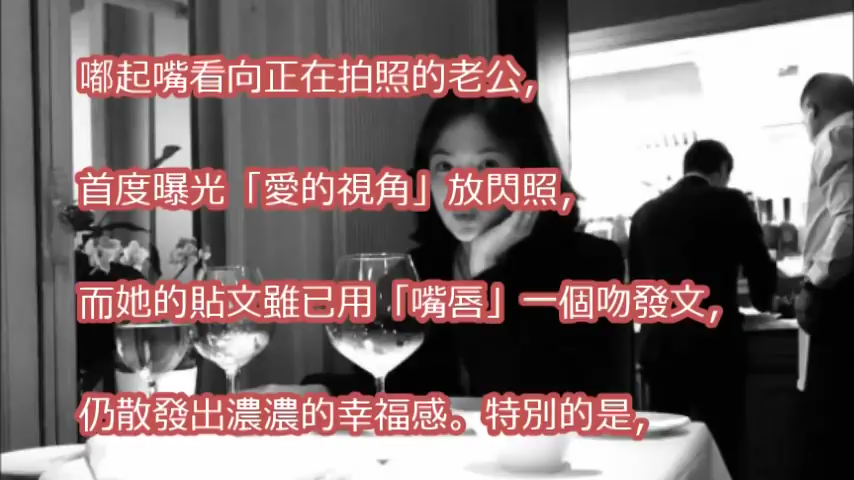 嘟起嘴看向正在拍照的老公，
首度曝光「愛的視角」放閃照，
而她的貼文雖已用「嘴唇」一個吻發文，
仍散發出濃濃的幸福感。特別的是，